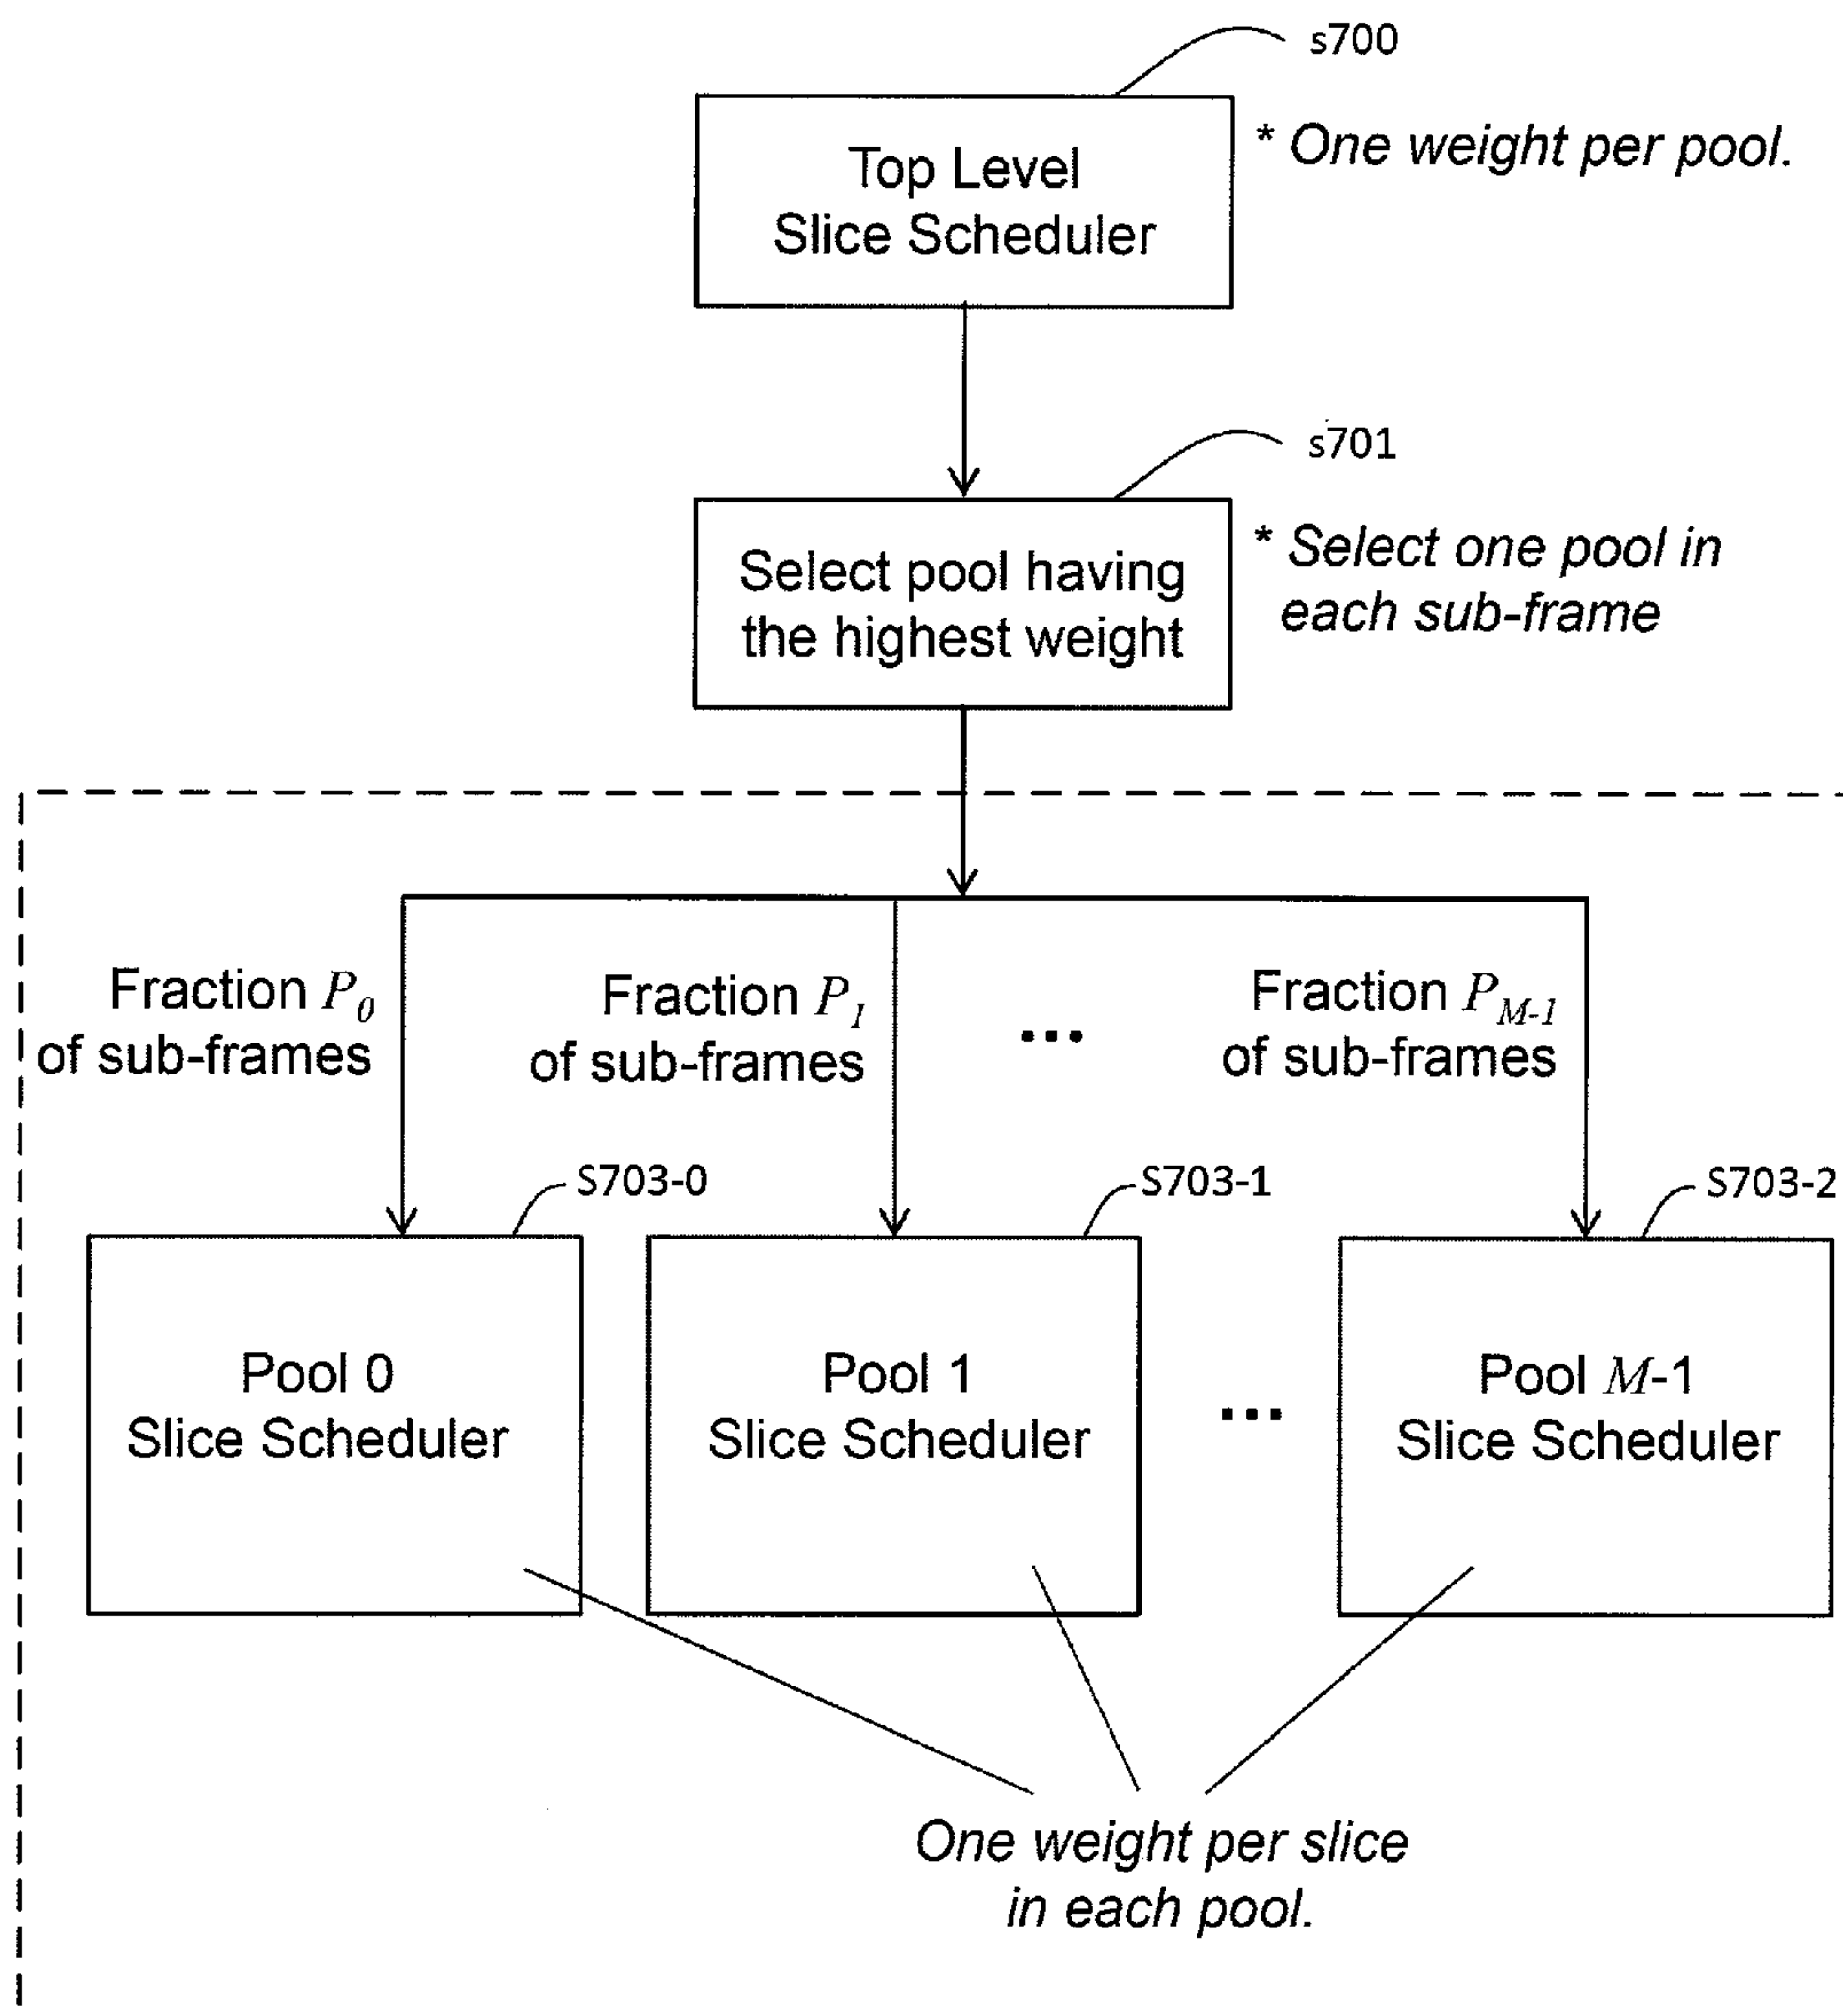 s700
Top Level
Slice Scheduler
* One weight per pool.
s701
Select pool having
the highest weight
* Select one pool in
each sub-frame
Fraction P0
of sub-frames
Fraction P1
of sub-frames
...
Fraction PM-1
of sub-frames
S703-0
S703-1
S703-2
Pool 0
Slice Scheduler
Pool 1
Slice Scheduler
...
Pool M-1
Slice Scheduler
One weight per slice
in each pool.